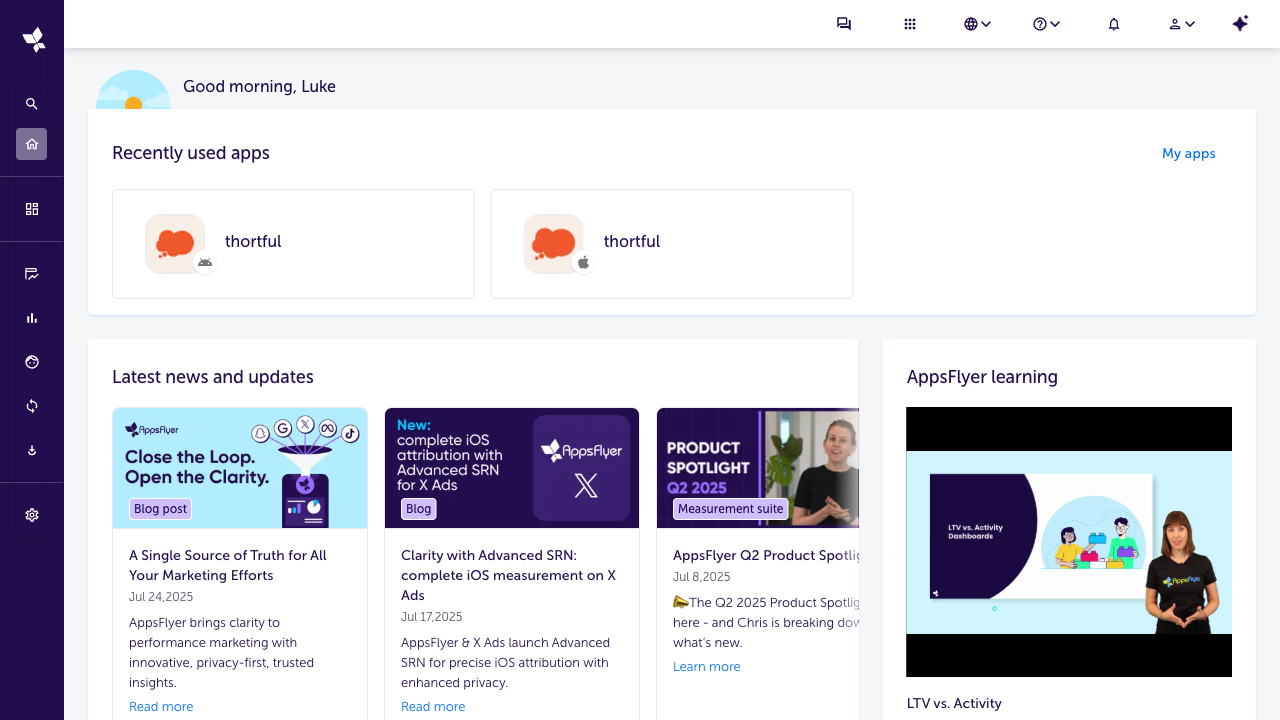 Good morning, Luke
Recently used apps
My apps
thortful
thortful
Latest news and updates
AppsFlyer
Close the Loop.
Open the Clarity.
Blog post
A Single Source of Truth for All
Your Marketing Efforts
Jul 24,2025
AppsFlyer brings clarity to
performance marketing with
innovative, privacy-first, trusted
insights.
Read more
New:
complete iOS
attribution with
Advanced SRN
for X Ads
AppsFlyer
Blog
Clarity with Advanced SRN:
complete iOS measurement on X
Ads
Jul 17,2025
AppsFlyer & X Ads launch Advanced
SRN for precise iOS attribution with
enhanced privacy.
Read more
PRODUCT
SPOTLIGHT
Q2 2025
Measurement suite
AppsFlyer Q2 Product Spotlig
Jul 8,2025
📣The Q2 2025 Product Spotlig
here - and Chris is breaking dow
what's new.
Learn more
AppsFlyer learning
LTV vs. Activity
Dashboards
AppsFlyer
LTV vs. Activity